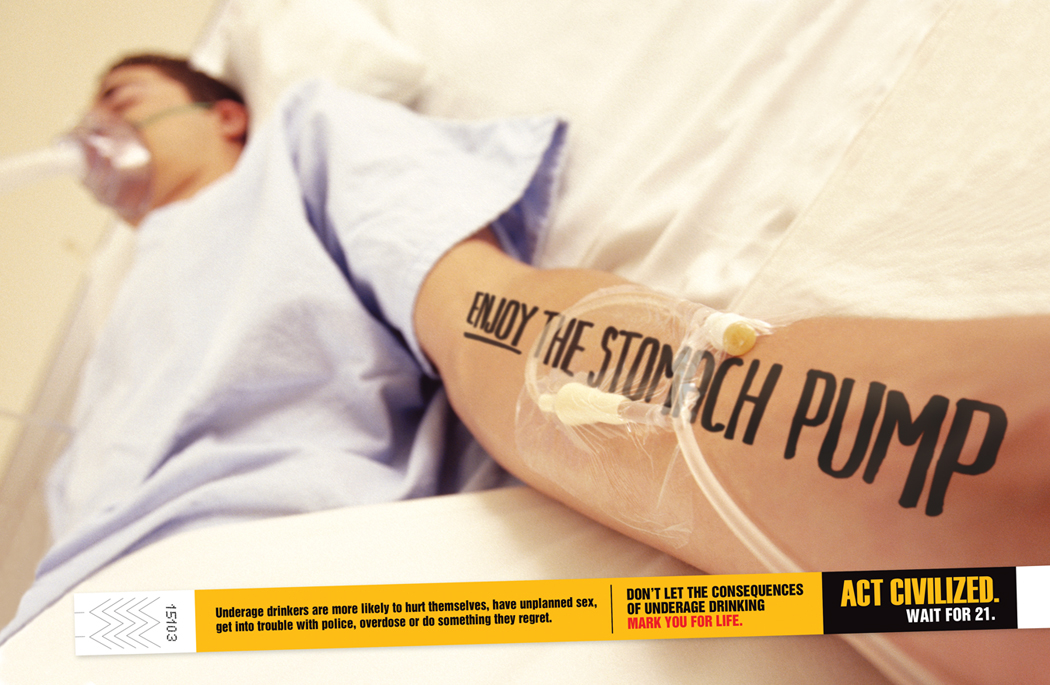 ENJOY THE STOMACH PUMP
15103
Underage drinkers are more likely to hurt themselves, have unplanned sex,
get into trouble with police, overdose or do something they regret.
DON'T LET THE CONSEQUENCES
OF UNDERAGE DRINKING
MARK YOU FOR LIFE.
ACT CIVILIZED.
WAIT FOR 21.